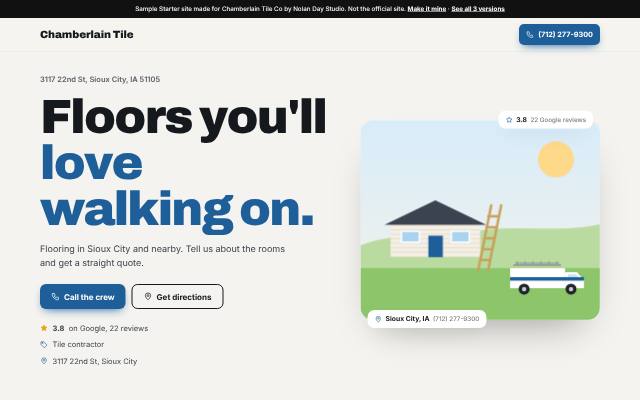 Sample Starter site made for Chamberlain Tile Co by Nolan Day Studio. Not the official site. Make it mine · See all 3 versions
Chamberlain Tile
(712) 277-9300
3117 22nd St, Sioux City, IA 51105
Floors you'll
love
walking on.
Flooring in Sioux City and nearby. Tell us about the rooms
and get a straight quote.
Call the crew
Get directions
3.8 on Google, 22 reviews
Tile contractor
3117 22nd St, Sioux City
3.8 22 Google reviews
Sioux City, IA (712) 277-9300